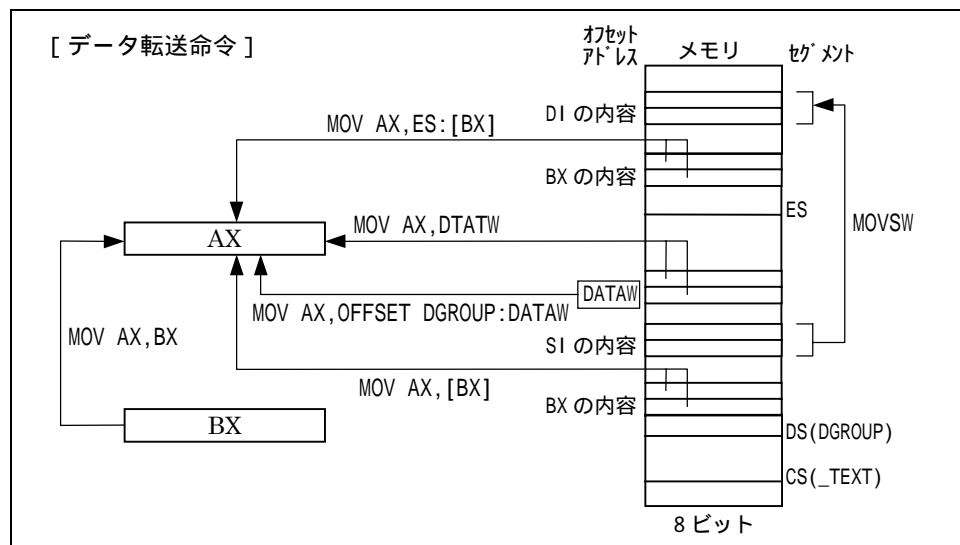 [ データ転送命令 ]
オフセット
アドレス
メモリ
セグメント
DI の内容
MOV AX,ES:[BX]
BX の内容
ES
MOVSW
AX
MOV AX,DTATW
DATAW
MOV AX,OFFSET DGROUP:DATAW
MOV AX,BX
SI の内容
MOV AX,[BX]
BX の内容
BX
DS(DGROUP)
CS(_TEXT)
8 ビット